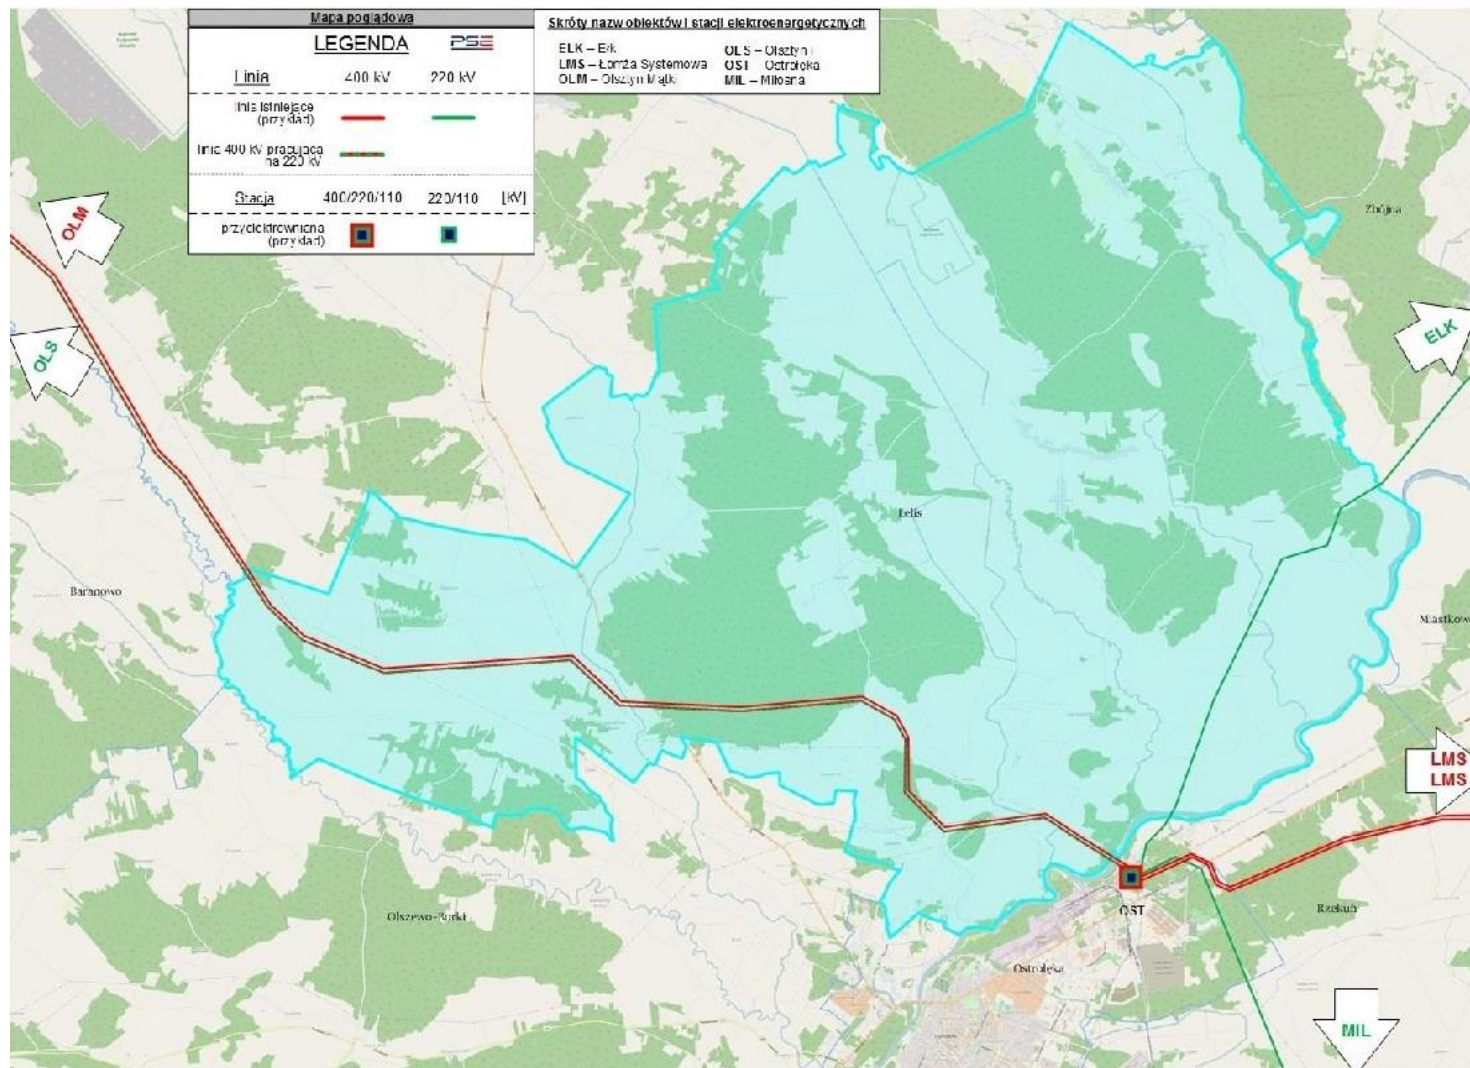 Mapa poglądowa
LEGENDA PSE
Linia 400 kV 220 kV
linia istniejące
(przykład)
linia 400 kV pracująca
na 220 kV
Stacja 400/220/110 220/110 [kV]
przyelektrowniana
(przykład)
Skróty nazw obiektów i stacji elektroenergetycznych
ELK – Ełk
LMS – Łomża Systemowa
OLM – Olsztyn Mątki
OLS – Olsztyn I
OST – Ostrołęka
MIL – Miłosna
OLM
Zbójna
OLS
ELK
Lelis
Baranowo
Miastkowo
LMS
LMS
Olszewo-Borki
OST
Rzekuń
Ostrołęka
MIL